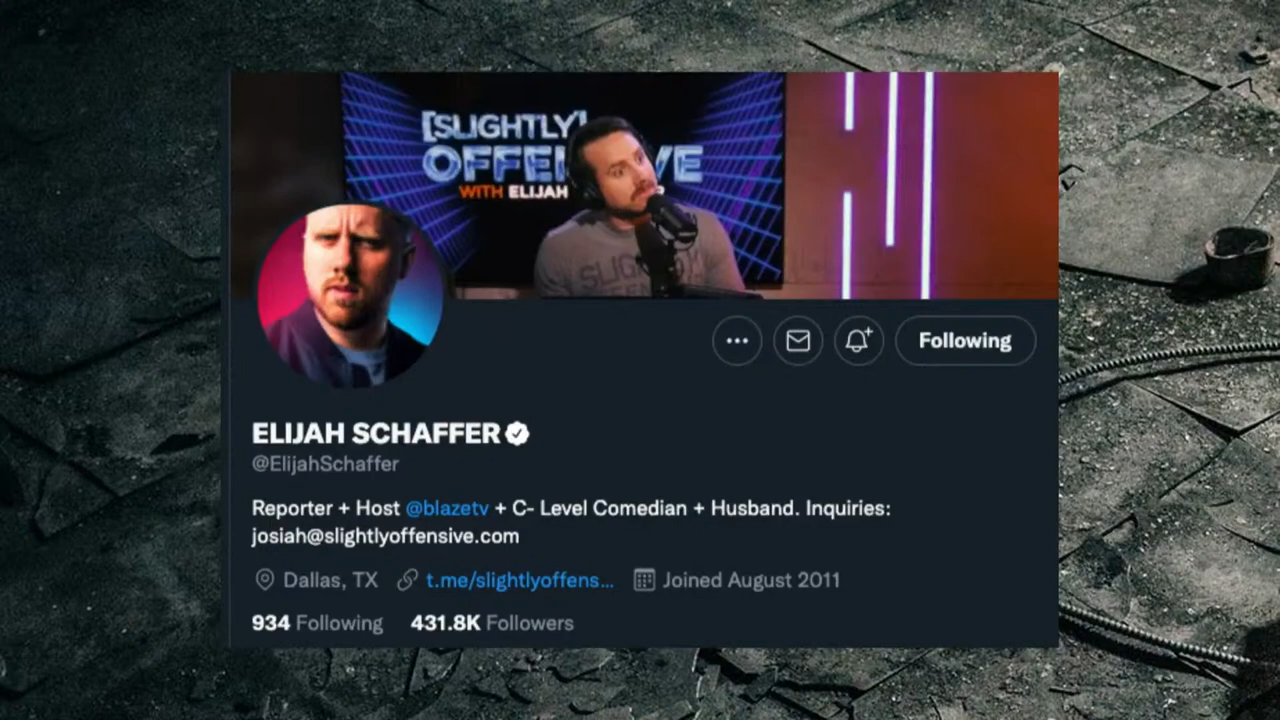 [SLIGHTLY]
OFFE VE
WITH ELIJAH
Following
ELIJAH SCHAFFER
@ElijahSchaffer
Reporter + Host @blazetv + C- Level Comedian + Husband. Inquiries:
josiah@slightlyoffensive.com
Dallas, TX t.me/slightlyoffens... Joined August 2011
934 Following 431.8K Followers